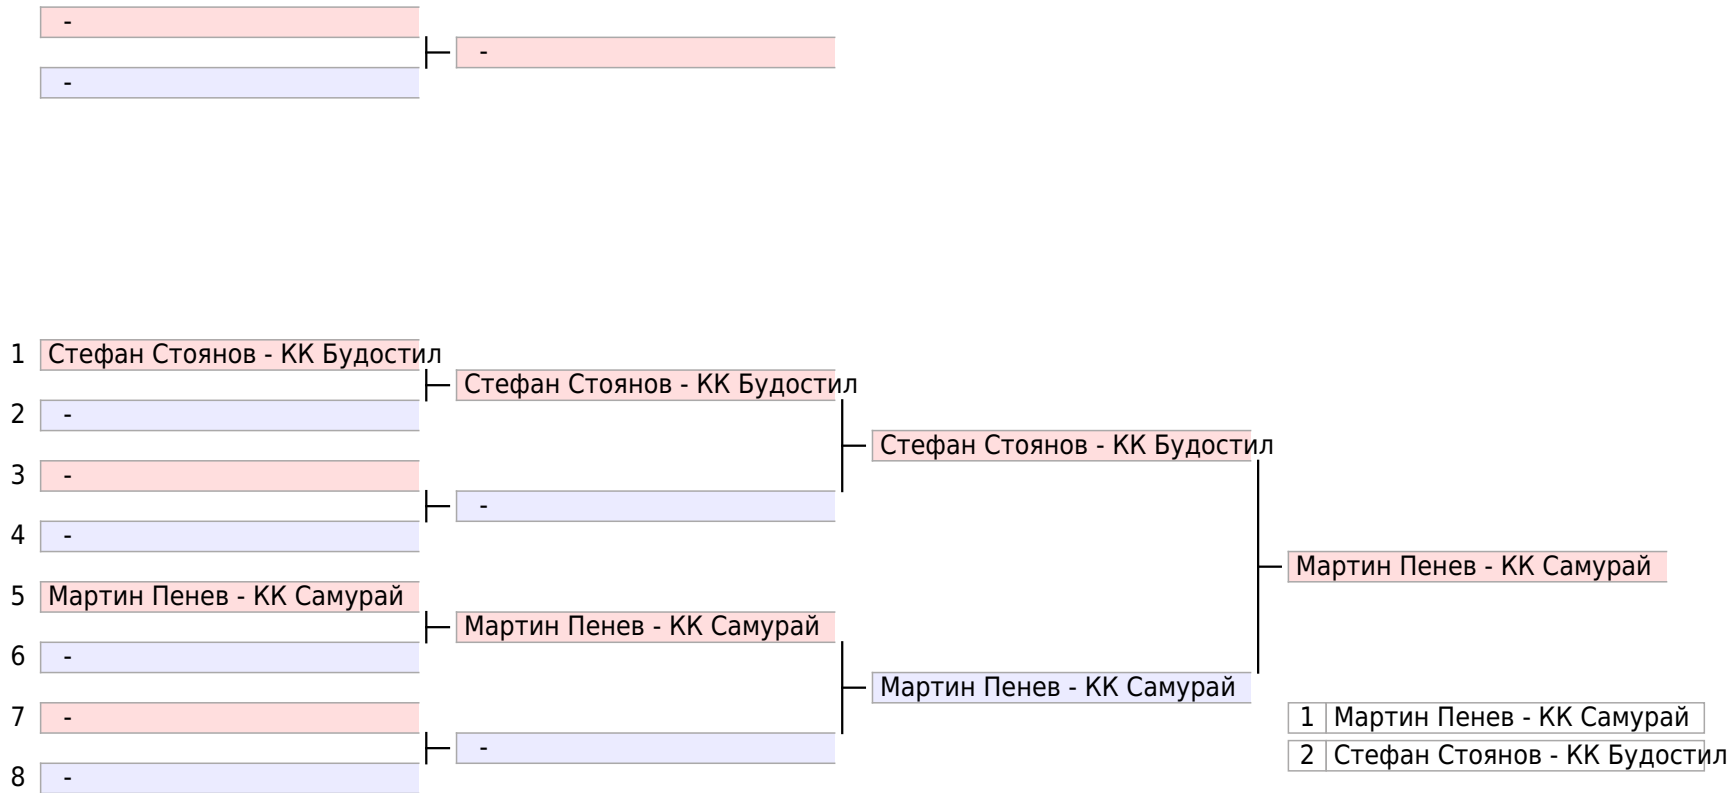 -
-
-
1 Стефан Стоянов - КК Будостил
Стефан Стоянов - КК Будостил
2 -
Стефан Стоянов - КК Будостил
3 -
-
4 -
Мартин Пенев - КК Самурай
5 Мартин Пенев - КК Самурай
Мартин Пенев - КК Самурай
6 -
Мартин Пенев - КК Самурай
7 -
1 Мартин Пенев - КК Самурай
-
2 Стефан Стоянов - КК Будостил
8 -